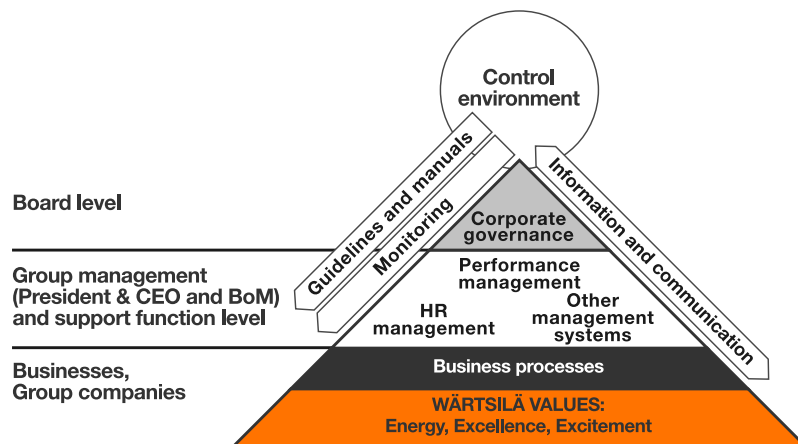 Control
environment
Guidelines and manuals
Monitoring
Information and communication
Board level
Corporate
governance
Group management
(President & CEO and BoM)
and support function level
Performance
management
HR
management
Other
management
systems
Businesses,
Group companies
Business processes
WÄRTSILÄ VALUES:
Energy, Excellence, Excitement